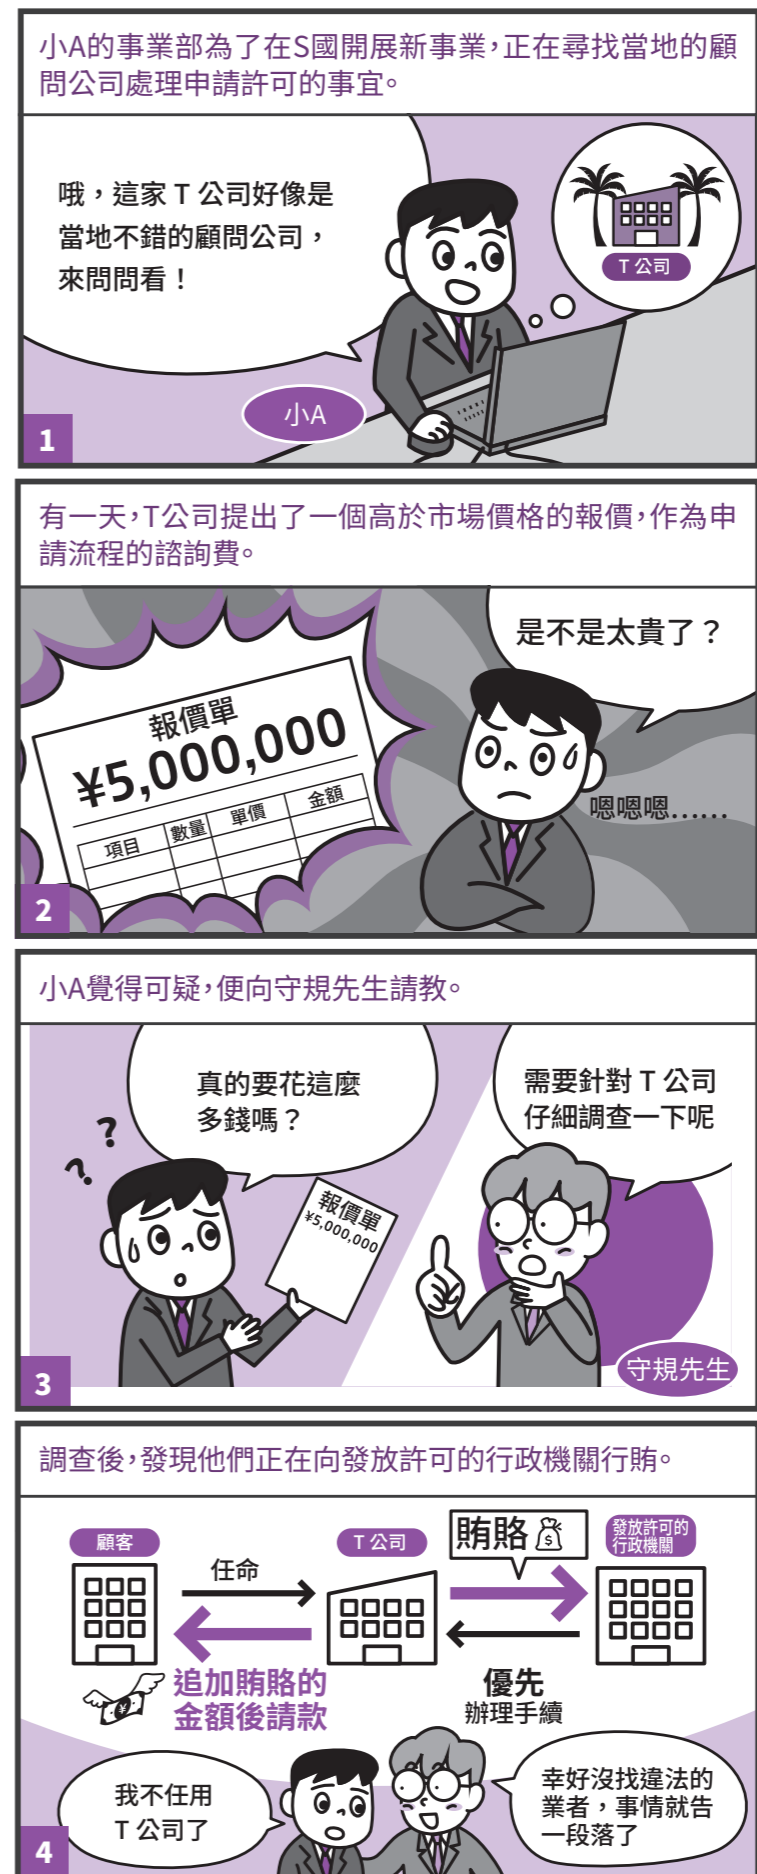 小A的事業部為了在S國開展新事業，正在尋找當地的顧
問公司處理申請許可的事宜。
哦，這家 T 公司好像是
當地不錯的顧問公司，
來問問看！
T 公司
小A
1
有一天，T公司提出了一個高於市場價格的報價，作為申
請流程的諮詢費。
是不是太貴了？
報價單
¥5,000,000
項目 數量 單價 金額
嗯嗯嗯……
2
小A覺得可疑，便向守規先生請教。
真的要花這麼
多錢嗎？
需要針對 T 公司
仔細調查一下呢
? ?
報價單
¥5,000,000
守規先生
3
調查後，發現他們正在向發放許可的行政機關行賄。
顧客
任命
T 公司
賄賂 $
發放許可的
行政機關
¥
追加賄賂的
金額後請款
優先
辦理手續
我不任用
T 公司了
幸好沒找違法的
業者，事情就告
一段落了
4